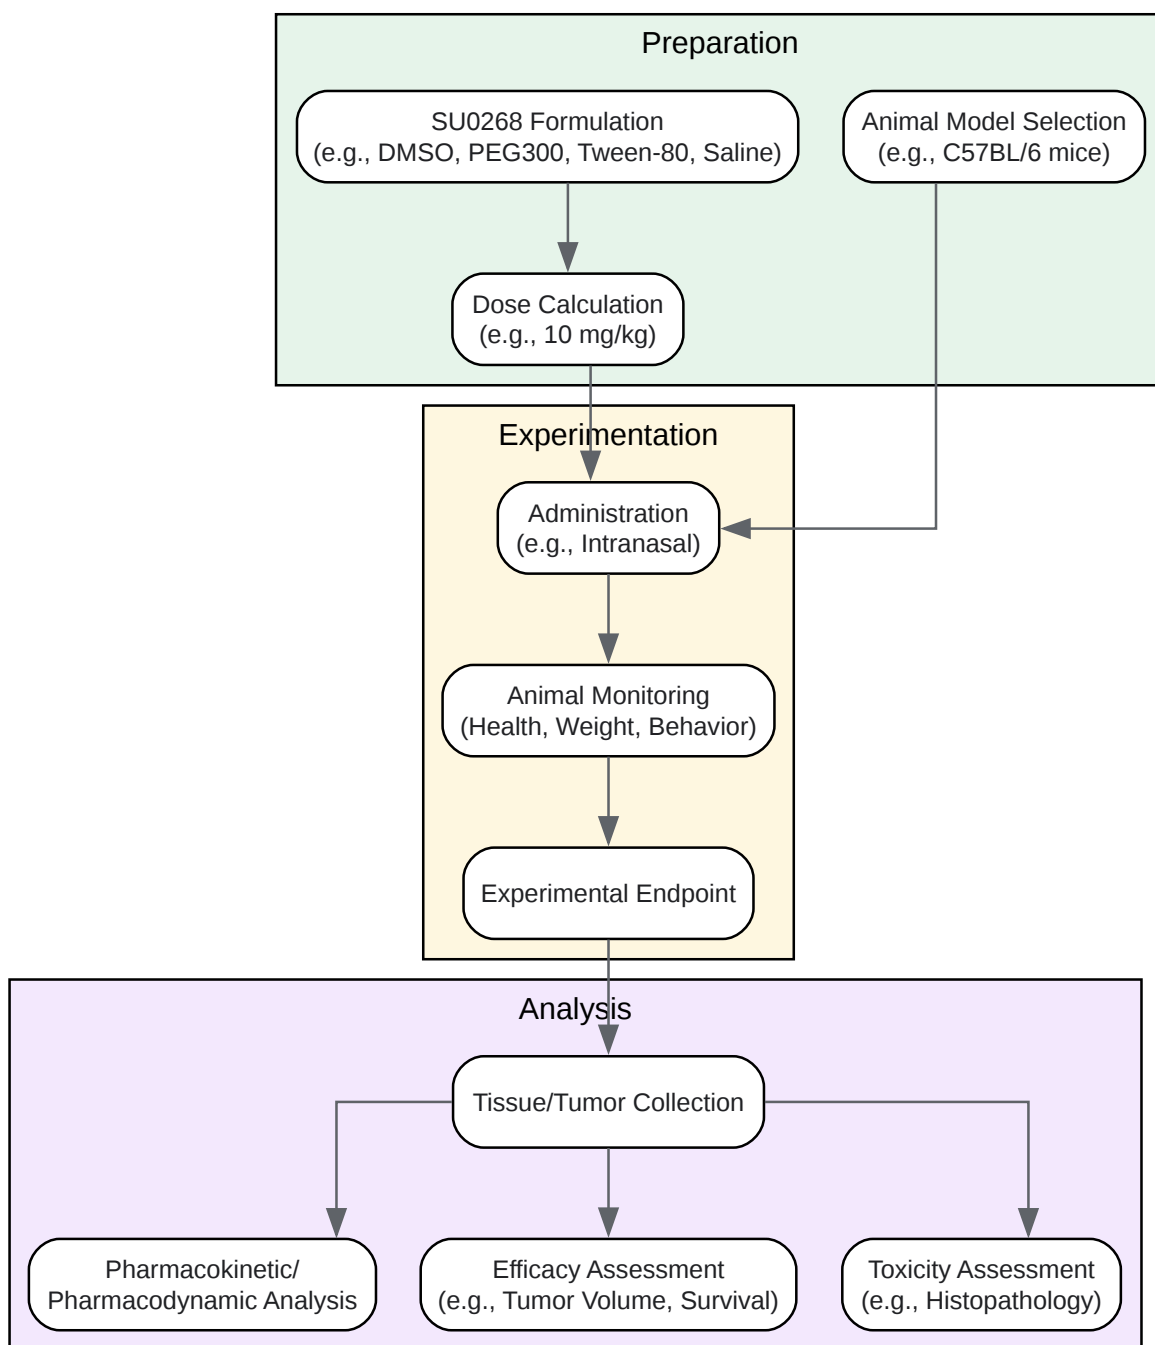 Preparation
SU0268 Formulation
(e.g., DMSO, PEG300, Tween-80, Saline)
Animal Model Selection
(e.g., C57BL/6 mice)
Dose Calculation
(e.g., 10 mg/kg)
Experimentation
Administration
(e.g., Intranasal)
Animal Monitoring
(Health, Weight, Behavior)
Experimental Endpoint
Analysis
Tissue/Tumor Collection
Pharmacokinetic/
Pharmacodynamic Analysis
Efficacy Assessment
(e.g., Tumor Volume, Survival)
Toxicity Assessment
(e.g., Histopathology)